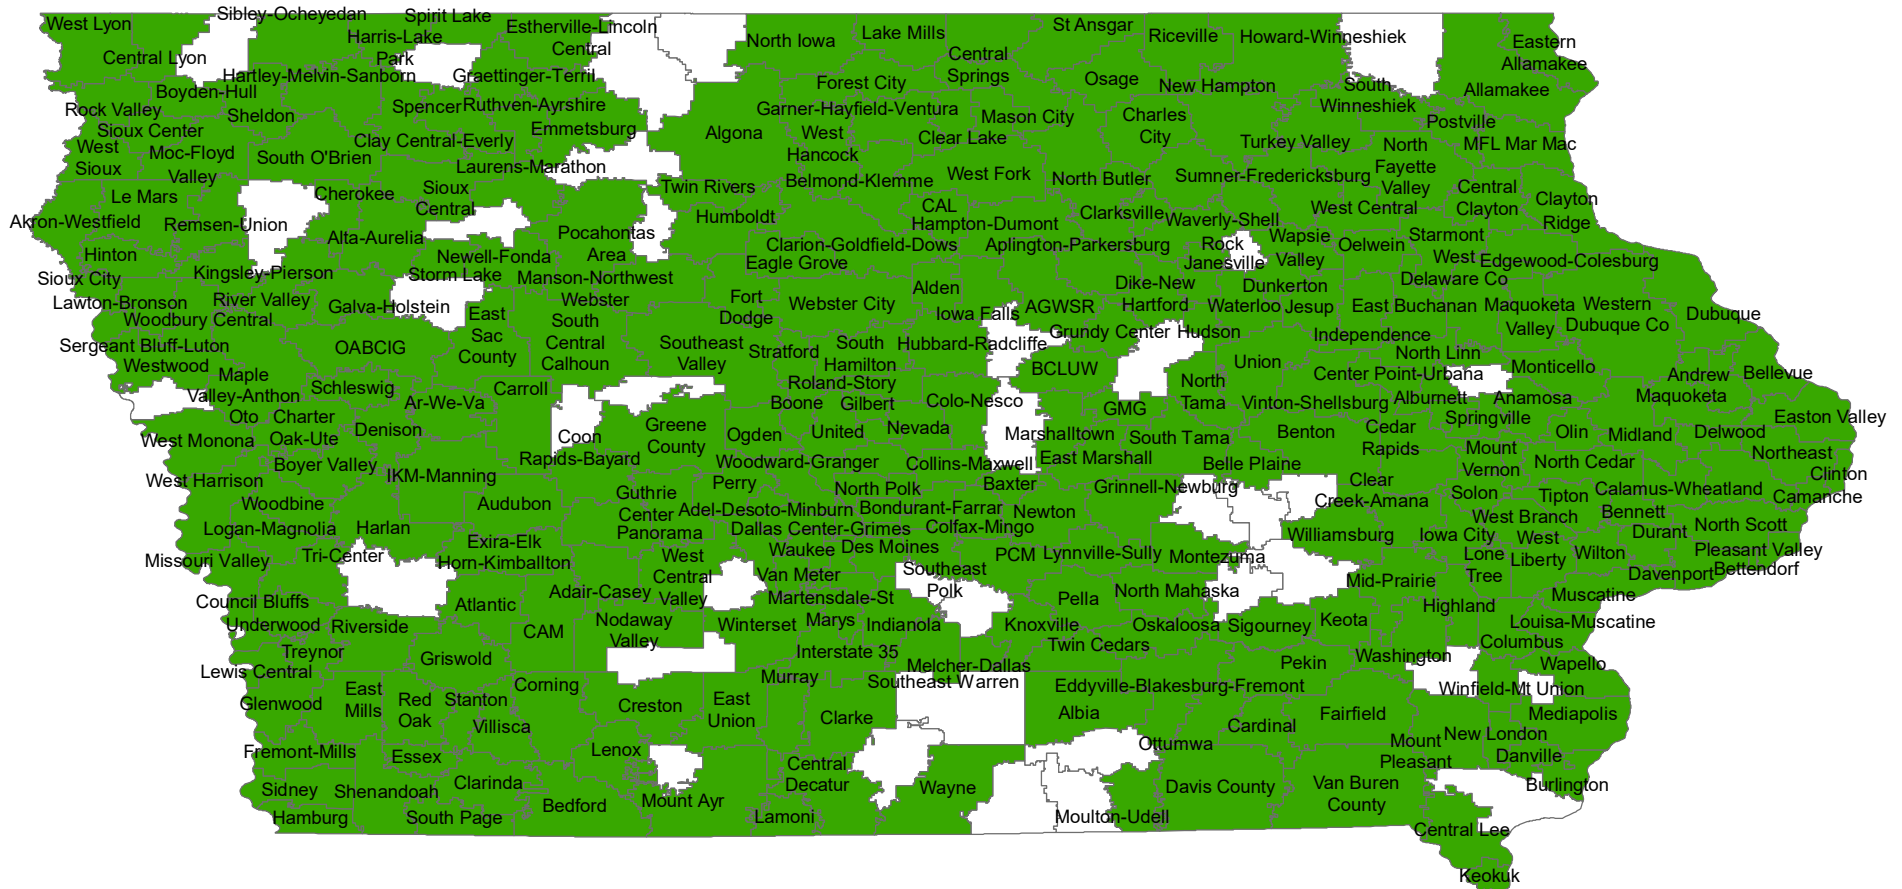 West Lyon
Sibley-Ocheyedan
Spirit Lake
Harris-Lake
Park
Estherville-Lincoln
Central
North Iowa
Lake Mills
St Ansgar
Riceville
Howard-Winneshiek
Eastern
Allamakee
Central Lyon
Central
Springs
Hartley-Melvin-Sanborn
Graettinger-Terril
Forest City
Osage
New Hampton
South
Winneshiek
Allamakee
Boyden-Hull
Rock Valley
Sheldon
Spencer
Ruthven-Ayrshire
Garner-Hayfield-Ventura
Mason City
Charles
City
Postville
Sioux Center
Clay Central-Everly
Emmetsburg
Algona
West
Hancock
Clear Lake
Turkey Valley
North
Fayette
Valley
MFL Mar Mac
West
Sioux
Moc-Floyd
Valley
South O'Brien
Laurens-Marathon
Twin Rivers
Belmond-Klemme
West Fork
North Butler
Sumner-Fredericksburg
Central
Clayton
Clayton
Ridge
Le Mars
Cherokee
Sioux
Central
Humboldt
CAL
Hampton-Dumont
Clarksville
Waverly-Shell
Rock
West Central
Akron-Westfield
Remsen-Union
Alta-Aurelia
Pocahontas
Area
Clarion-Goldfield-Dows
Aplington-Parkersburg
Janesville
Wapsie
Valley
Oelwein
Starmont
West
Delaware Co
Edgewood-Colesburg
Hinton
Newell-Fonda
Eagle Grove
Sioux City
Kingsley-Pierson
Storm Lake
Manson-Northwest
Webster
Dike-New
Hartford
Dunkerton
Lawton-Bronson
River Valley
Galva-Holstein
Fort
Dodge
Webster City
Alden
Iowa Falls
AGWSR
Waterloo
Jesup
East Buchanan
Maquoketa
Valley
Western
Dubuque Co
Dubuque
Woodbury Central
East
Sac
County
South
Central
Calhoun
Grundy Center
Hudson
Independence
Sergeant Bluff-Luton
OABCIG
Southeast
Valley
Stratford
South
Hamilton
Hubbard-Radcliffe
North Linn
Westwood
BCLUW
Union
Center Point-Urbana
Monticello
Andrew
Bellevue
Maple
Valley-Anthon
Oto
Schleswig
Carroll
Roland-Story
North
Tama
Ar-We-Va
Boone
Gilbert
Colo-Nesco
GMG
Vinton-Shellsburg
Alburnett
Anamosa
Maquoketa
Charter
Oak-Ute
Springville
Easton Valley
West Monona
Denison
Coon
Rapids-Bayard
Greene
County
Ogden
United
Nevada
Marshalltown
South Tama
Benton
Cedar
Rapids
Olin
Midland
Delwood
Mount
Vernon
Northeast
Boyer Valley
Woodward-Granger
Collins-Maxwell
East Marshall
Belle Plaine
North Cedar
Clinton
West Harrison
IKM-Manning
Perry
North Polk
Baxter
Grinnell-Newburg
Clear
Creek-Amana
Solon
Tipton
Calamus-Wheatland
Camanche
Woodbine
Audubon
Guthrie
Center
Adel-Desoto-Minburn
Bondurant-Farrar
Newton
West Branch
Bennett
Logan-Magnolia
Harlan
Panorama
Dallas Center-Grimes
Colfax-Mingo
Williamsburg
Iowa City
West
Liberty
Durant
North Scott
Exira-Elk
Horn-Kimballton
Waukee
Des Moines
Missouri Valley
Tri-Center
West
Central
Valley
PCM
Lynnville-Sully
Montezuma
Lone
Tree
Wilton
Pleasant Valley
Van Meter
Southeast
Polk
Mid-Prairie
Davenport
Bettendorf
Council Bluffs
Atlantic
Adair-Casey
Martensdale-St
Marys
Pella
North Mahaska
Highland
Muscatine
Underwood
Riverside
CAM
Nodaway
Valley
Winterset
Indianola
Knoxville
Oskaloosa
Sigourney
Keota
Louisa-Muscatine
Columbus
Treynor
Griswold
Interstate 35
Twin Cedars
Lewis Central
Melcher-Dallas
Pekin
Washington
Wapello
Murray
Southeast Warren
Glenwood
East
Mills
Red
Oak
Stanton
Corning
Creston
East
Union
Eddyville-Blakesburg-Fremont
Winfield-Mt Union
Villisca
Clarke
Albia
Cardinal
Fairfield
Mediapolis
Fremont-Mills
Essex
Lenox
Ottumwa
Mount
Pleasant
New London
Danville
Central
Decatur
Sidney
Shenandoah
Clarinda
Bedford
Mount Ayr
Wayne
Davis County
Van Buren
County
Burlington
Hamburg
South Page
Lamoni
Moulton-Udell
Central Lee
Keokuk